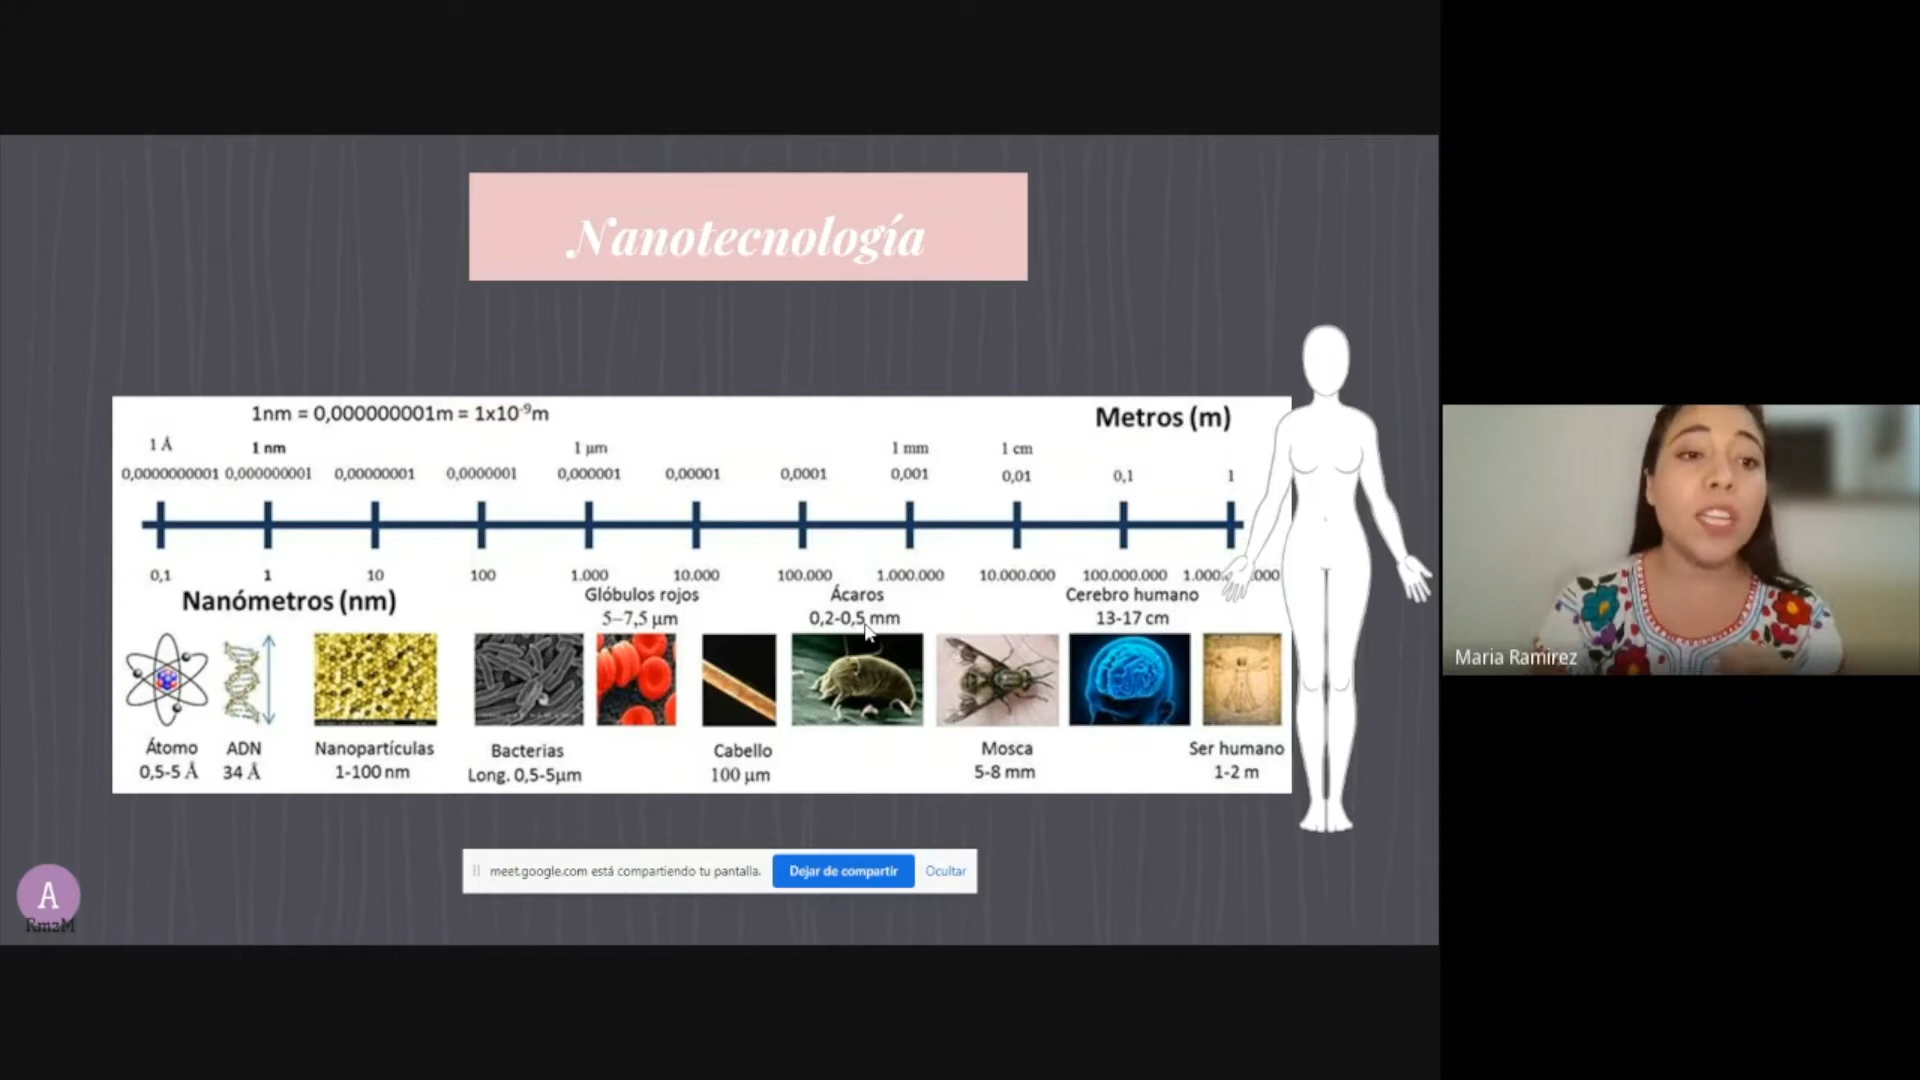 Nanotecnología
1nm = 0,000000001m = 1x10⁻⁹m
Metros (m)
1 Å 1 nm 1 µm 1 mm 1 cm
0,0000000001 0,000000001 0,00000001 0,0000001 0,000001 0,00001 0,0001 0,001 0,01 0,1 1
0,1 1 10 100 1.000 10.000 100.000 1.000.000 10.000.000 100.000.000
Nanómetros (nm)
Glóbulos rojos
5–7,5 µm
Ácaros
0,2-0,5 mm
Cerebro humano
13-17 cm
Átomo
0,5-5 Å
ADN
34 Å
Nanopartículas
1-100 nm
Bacterias
Long. 0,5-5µm
Cabello
100 µm
Mosca
5-8 mm
Ser humano
1-2 m
Maria Ramirez
meet.google.com está compartiendo tu pantalla. Dejar de compartir Ocultar
A
RmzM